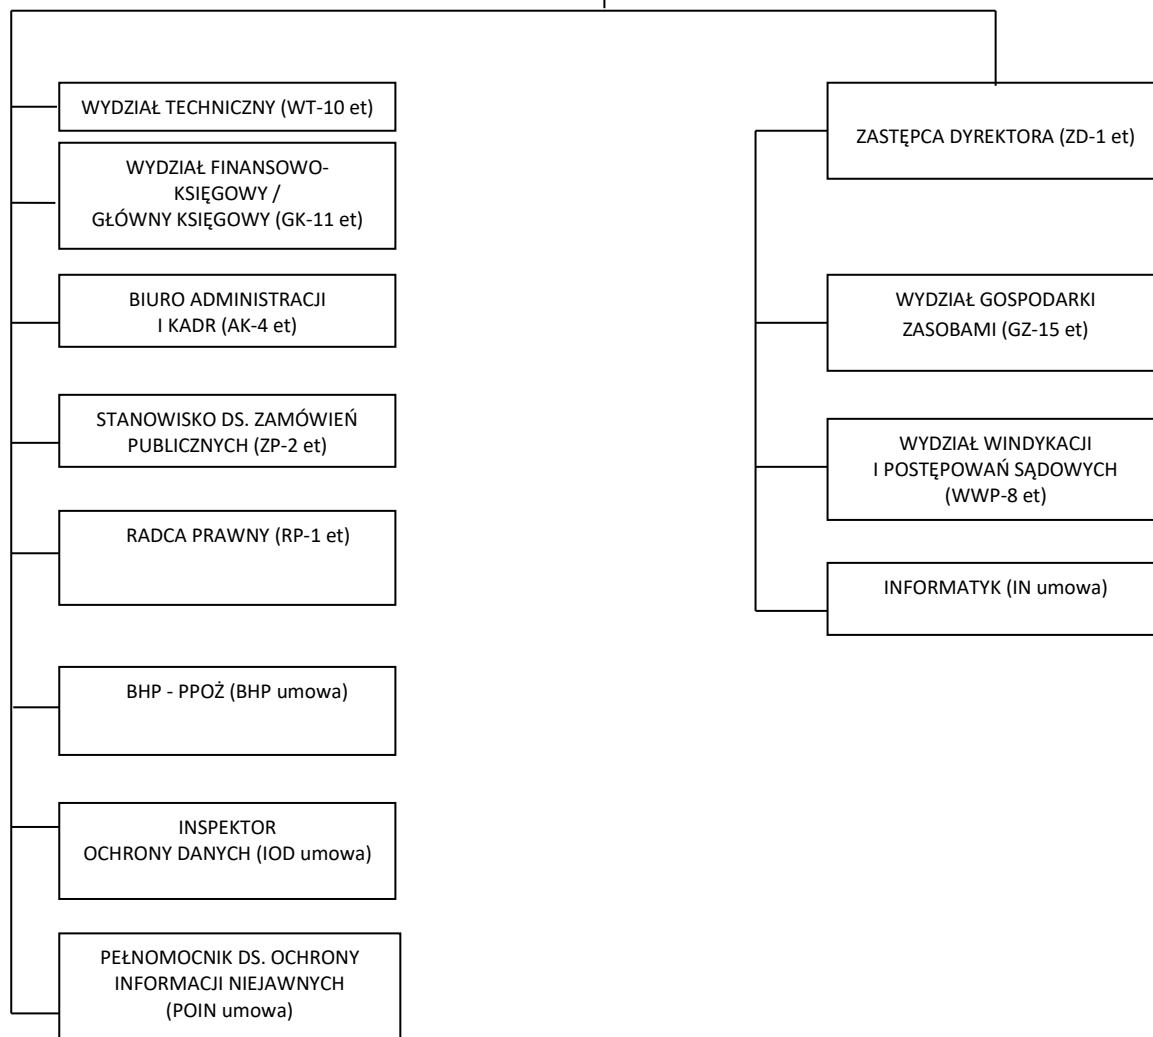 WYDZIAŁ TECHNICZNY (WT-10 et)
WYDZIAŁ FINANSOWO-
KSIĘGOWY /
GŁÓWNY KSIĘGOWY (GK-11 et)
BIURO ADMINISTRACJI
I KADR (AK-4 et)
STANOWISKO DS. ZAMÓWIEŃ
PUBLICZNYCH (ZP-2 et)
RADCA PRAWNY (RP-1 et)
BHP - PPOŻ (BHP umowa)
INSPEKTOR
OCHRONY DANYCH (IOD umowa)
PEŁNOMOCNIK DS. OCHRONY
INFORMACJI NIEJAWNYCH
(POIN umowa)
ZASTĘPCA DYREKTORA (ZD-1 et)
WYDZIAŁ GOSPODARKI
ZASOBAMI (GZ-15 et)
WYDZIAŁ WINDYKACJI
I POSTĘPOWAŃ SĄDOWYCH
(WWP-8 et)
INFORMATYK (IN umowa)